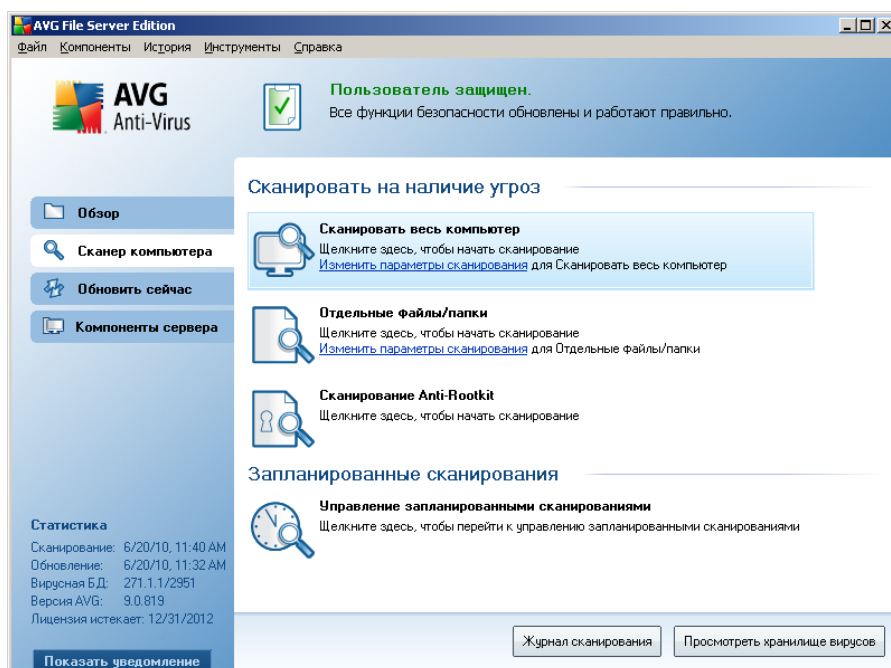 AVG File Server Edition
Файл Компоненты История Инструменты Справка
AVG
Anti-Virus
Пользователь защищен.
Все функции безопасности обновлены и работают правильно.
Обзор
Сканер компьютера
Обновить сейчас
Компоненты сервера
Сканировать на наличие угроз
Сканировать весь компьютер
Щелкните здесь, чтобы начать сканирование
Изменить параметры сканирования для Сканировать весь компьютер
Отдельные файлы/папки
Щелкните здесь, чтобы начать сканирование
Изменить параметры сканирования для Отдельные файлы/папки
Сканирование Anti-Rootkit
Щелкните здесь, чтобы начать сканирование
Запланированные сканирования
Управление запланированными сканированиями
Щелкните здесь, чтобы перейти к управлению запланированными сканированиями
Статистика
Сканирование: 6/20/10, 11:40 AM
Обновление: 6/20/10, 11:32 AM
Вирусная БД: 271.1.1/2951
Версия AVG: 9.0.819
Лицензия истекает: 12/31/2012
Показать уведомление
Журнал сканирования
Просмотреть хранилище вирусов